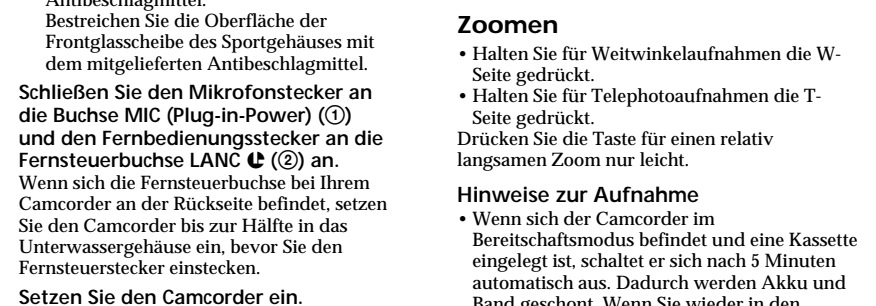 Antibeschlagmittel.
Bestreichen Sie die Oberfläche der
Frontglasscheibe des Sportgehäuses mit
dem mitgelieferten Antibeschlagmittel.
Schließen Sie den Mikrofonstecker an
die Buchse MIC (Plug-in-Power) (①)
und den Fernbedienungsstecker an die
Fernsteuerbuchse LANC (②) an.
Wenn sich die Fernsteuerbuchse bei Ihrem
Camcorder an der Rückseite befindet, setzen
Sie den Camcorder bis zur Hälfte in das
Unterwassergehäuse ein, bevor Sie den
Fernsteuerstecker einstecken.
Setzen Sie den Camcorder ein.
Zoomen
• Halten Sie für Weitwinkelaufnahmen die W-
Seite gedrückt.
• Halten Sie für Telephotoaufnahmen die T-
Seite gedrückt.
Drücken Sie die Taste für einen relativ
langsamen Zoom nur leicht.
Hinweise zur Aufnahme
• Wenn sich der Camcorder im
Bereitschaftsmodus befindet und eine Kassette
eingelegt ist, schaltet er sich nach 5 Minuten
automatisch aus. Dadurch werden Akku und
Band geschont. Wenn Sie wieder in den